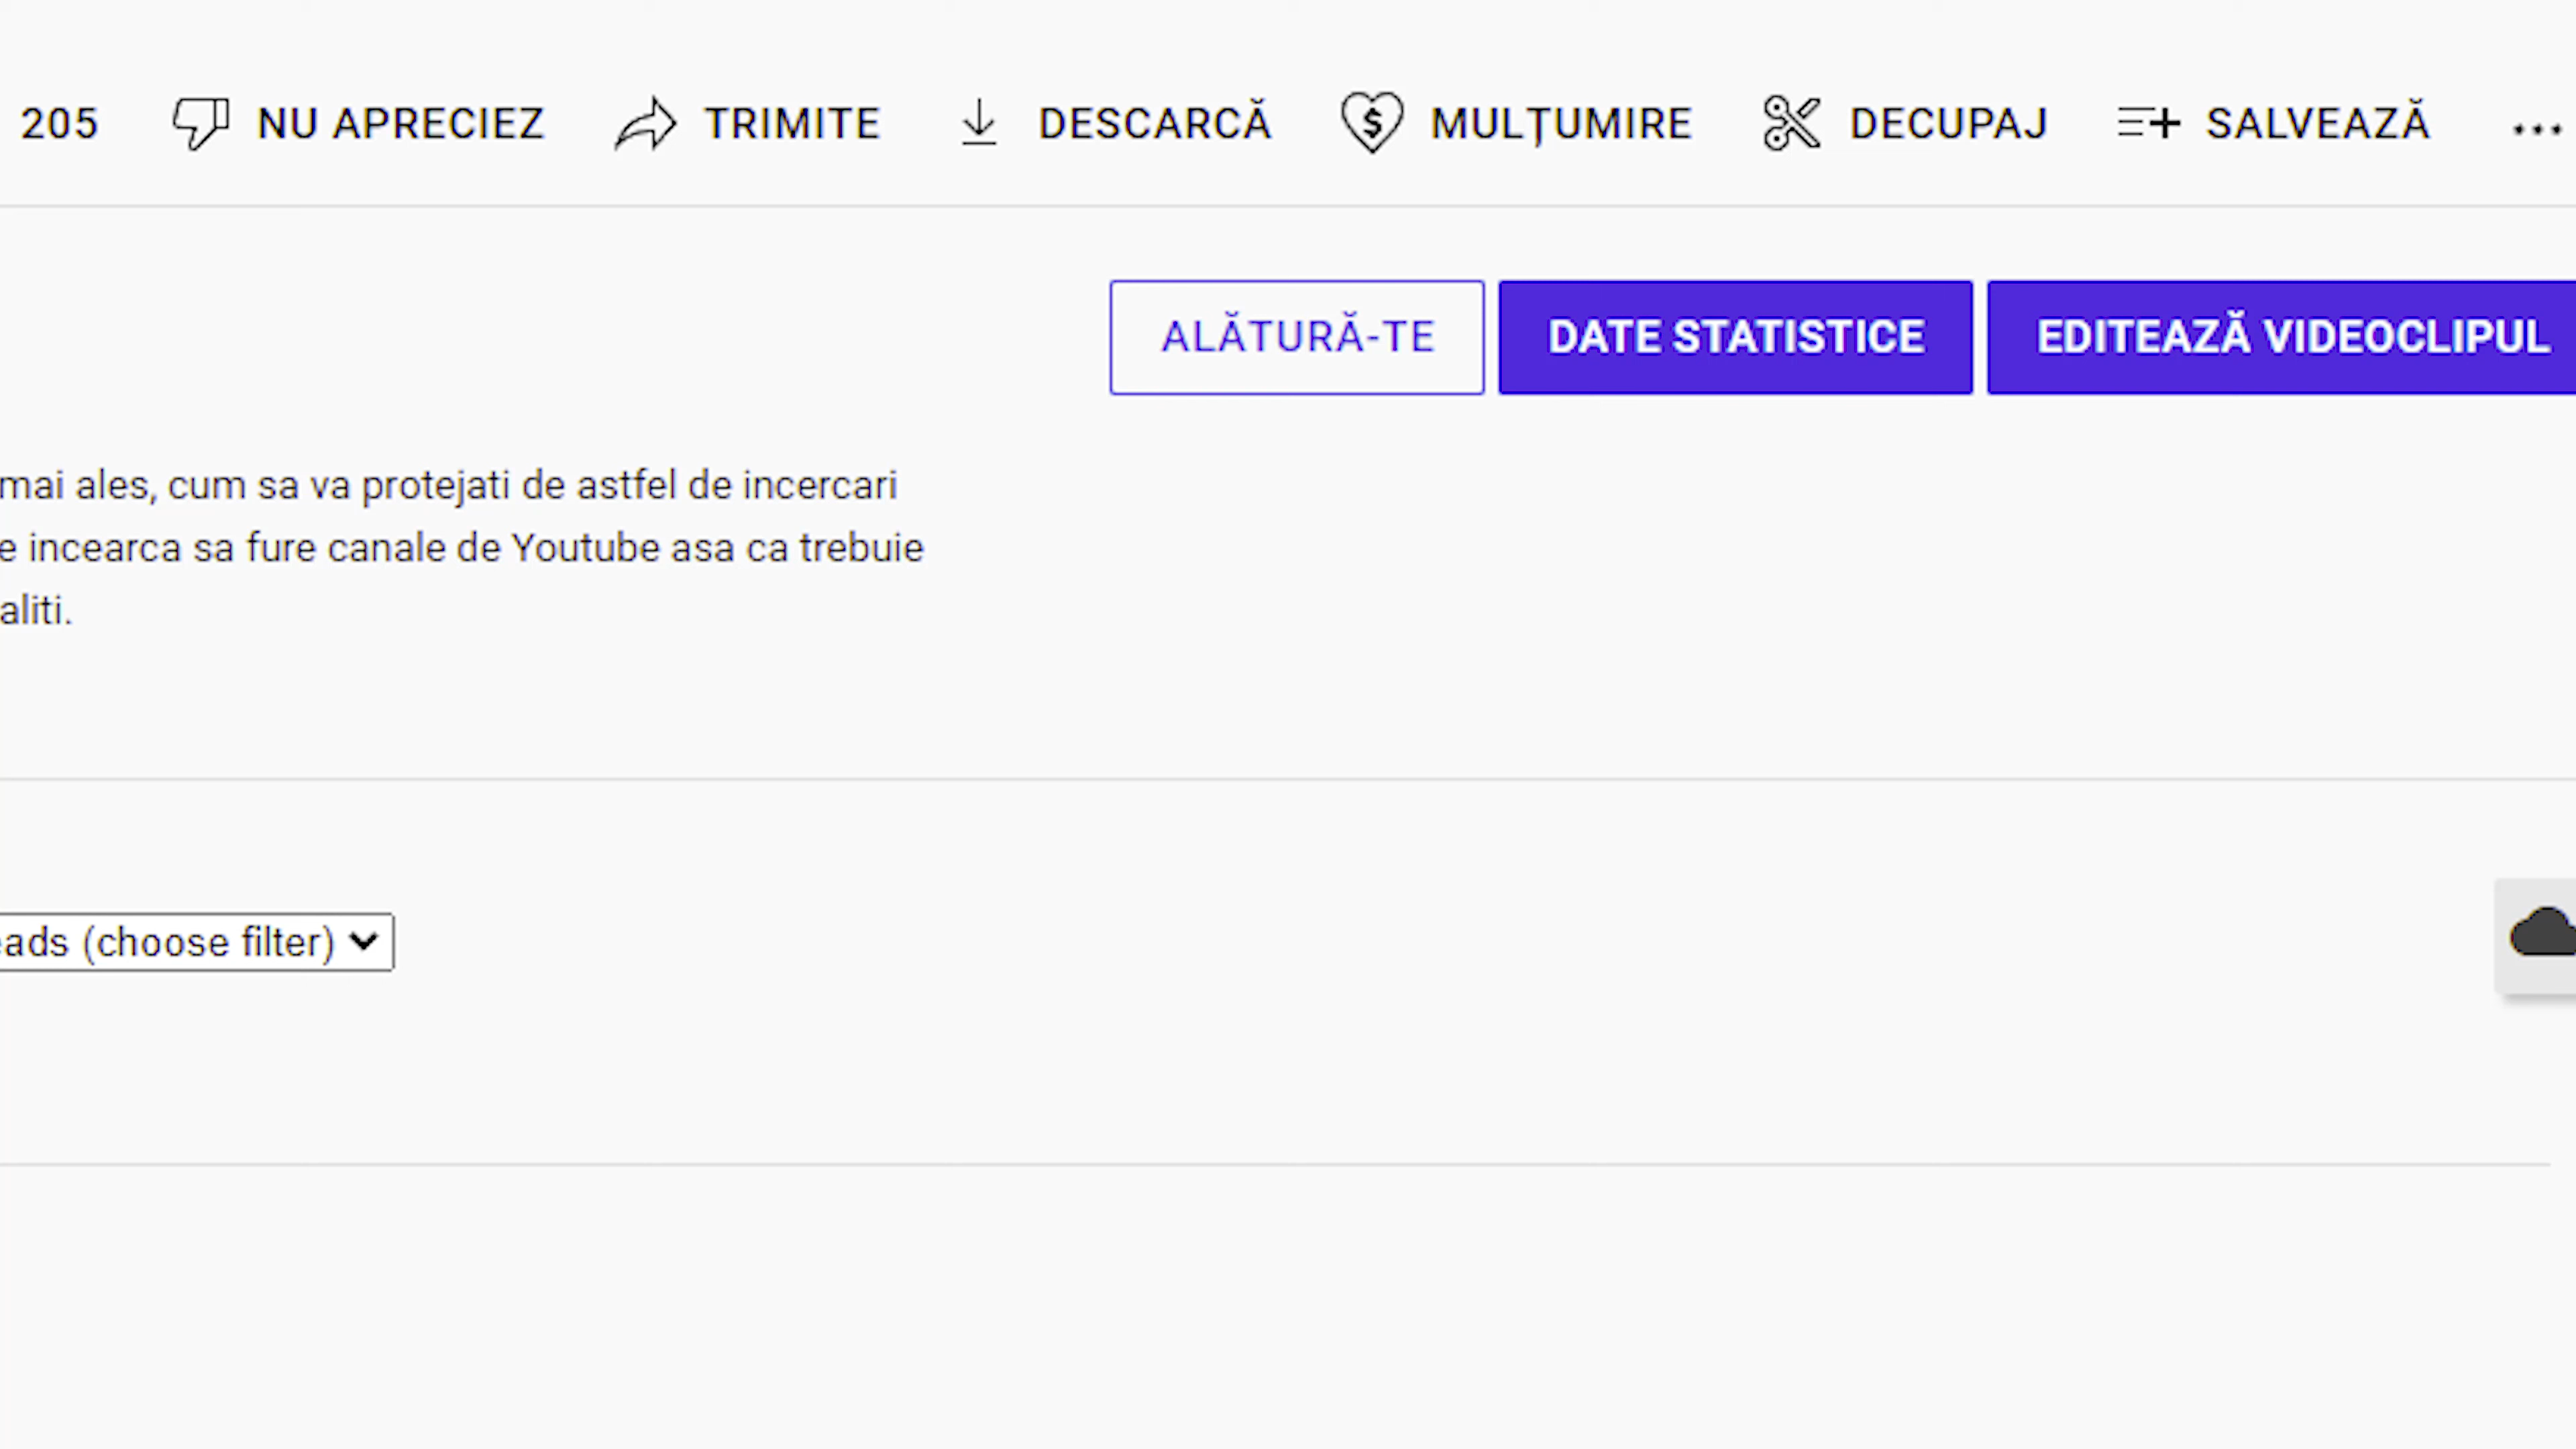 205 NU APRECIEZ TRIMITE DESCARCĂ MULȚUMIRE DECUPAJ SALVEAZĂ ...
ALĂTURĂ-TE DATE STATISTICE EDITEAZĂ VIDEOCLIPUL
mai ales, cum sa va protejati de astfel de incercari
e incearca sa fure canale de Youtube asa ca trebuie
aliti.
eads (choose filter)